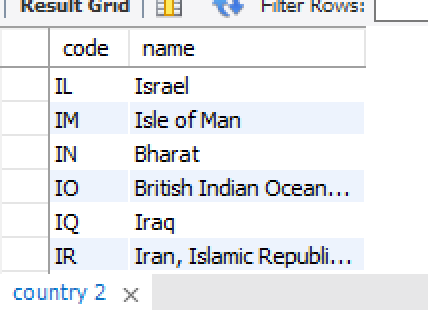 Result Grid Filter Rows:
code name
IL Israel
IM Isle of Man
IN Bharat
IO British Indian Ocean...
IQ Iraq
IR Iran, Islamic Republi...
country 2 ×